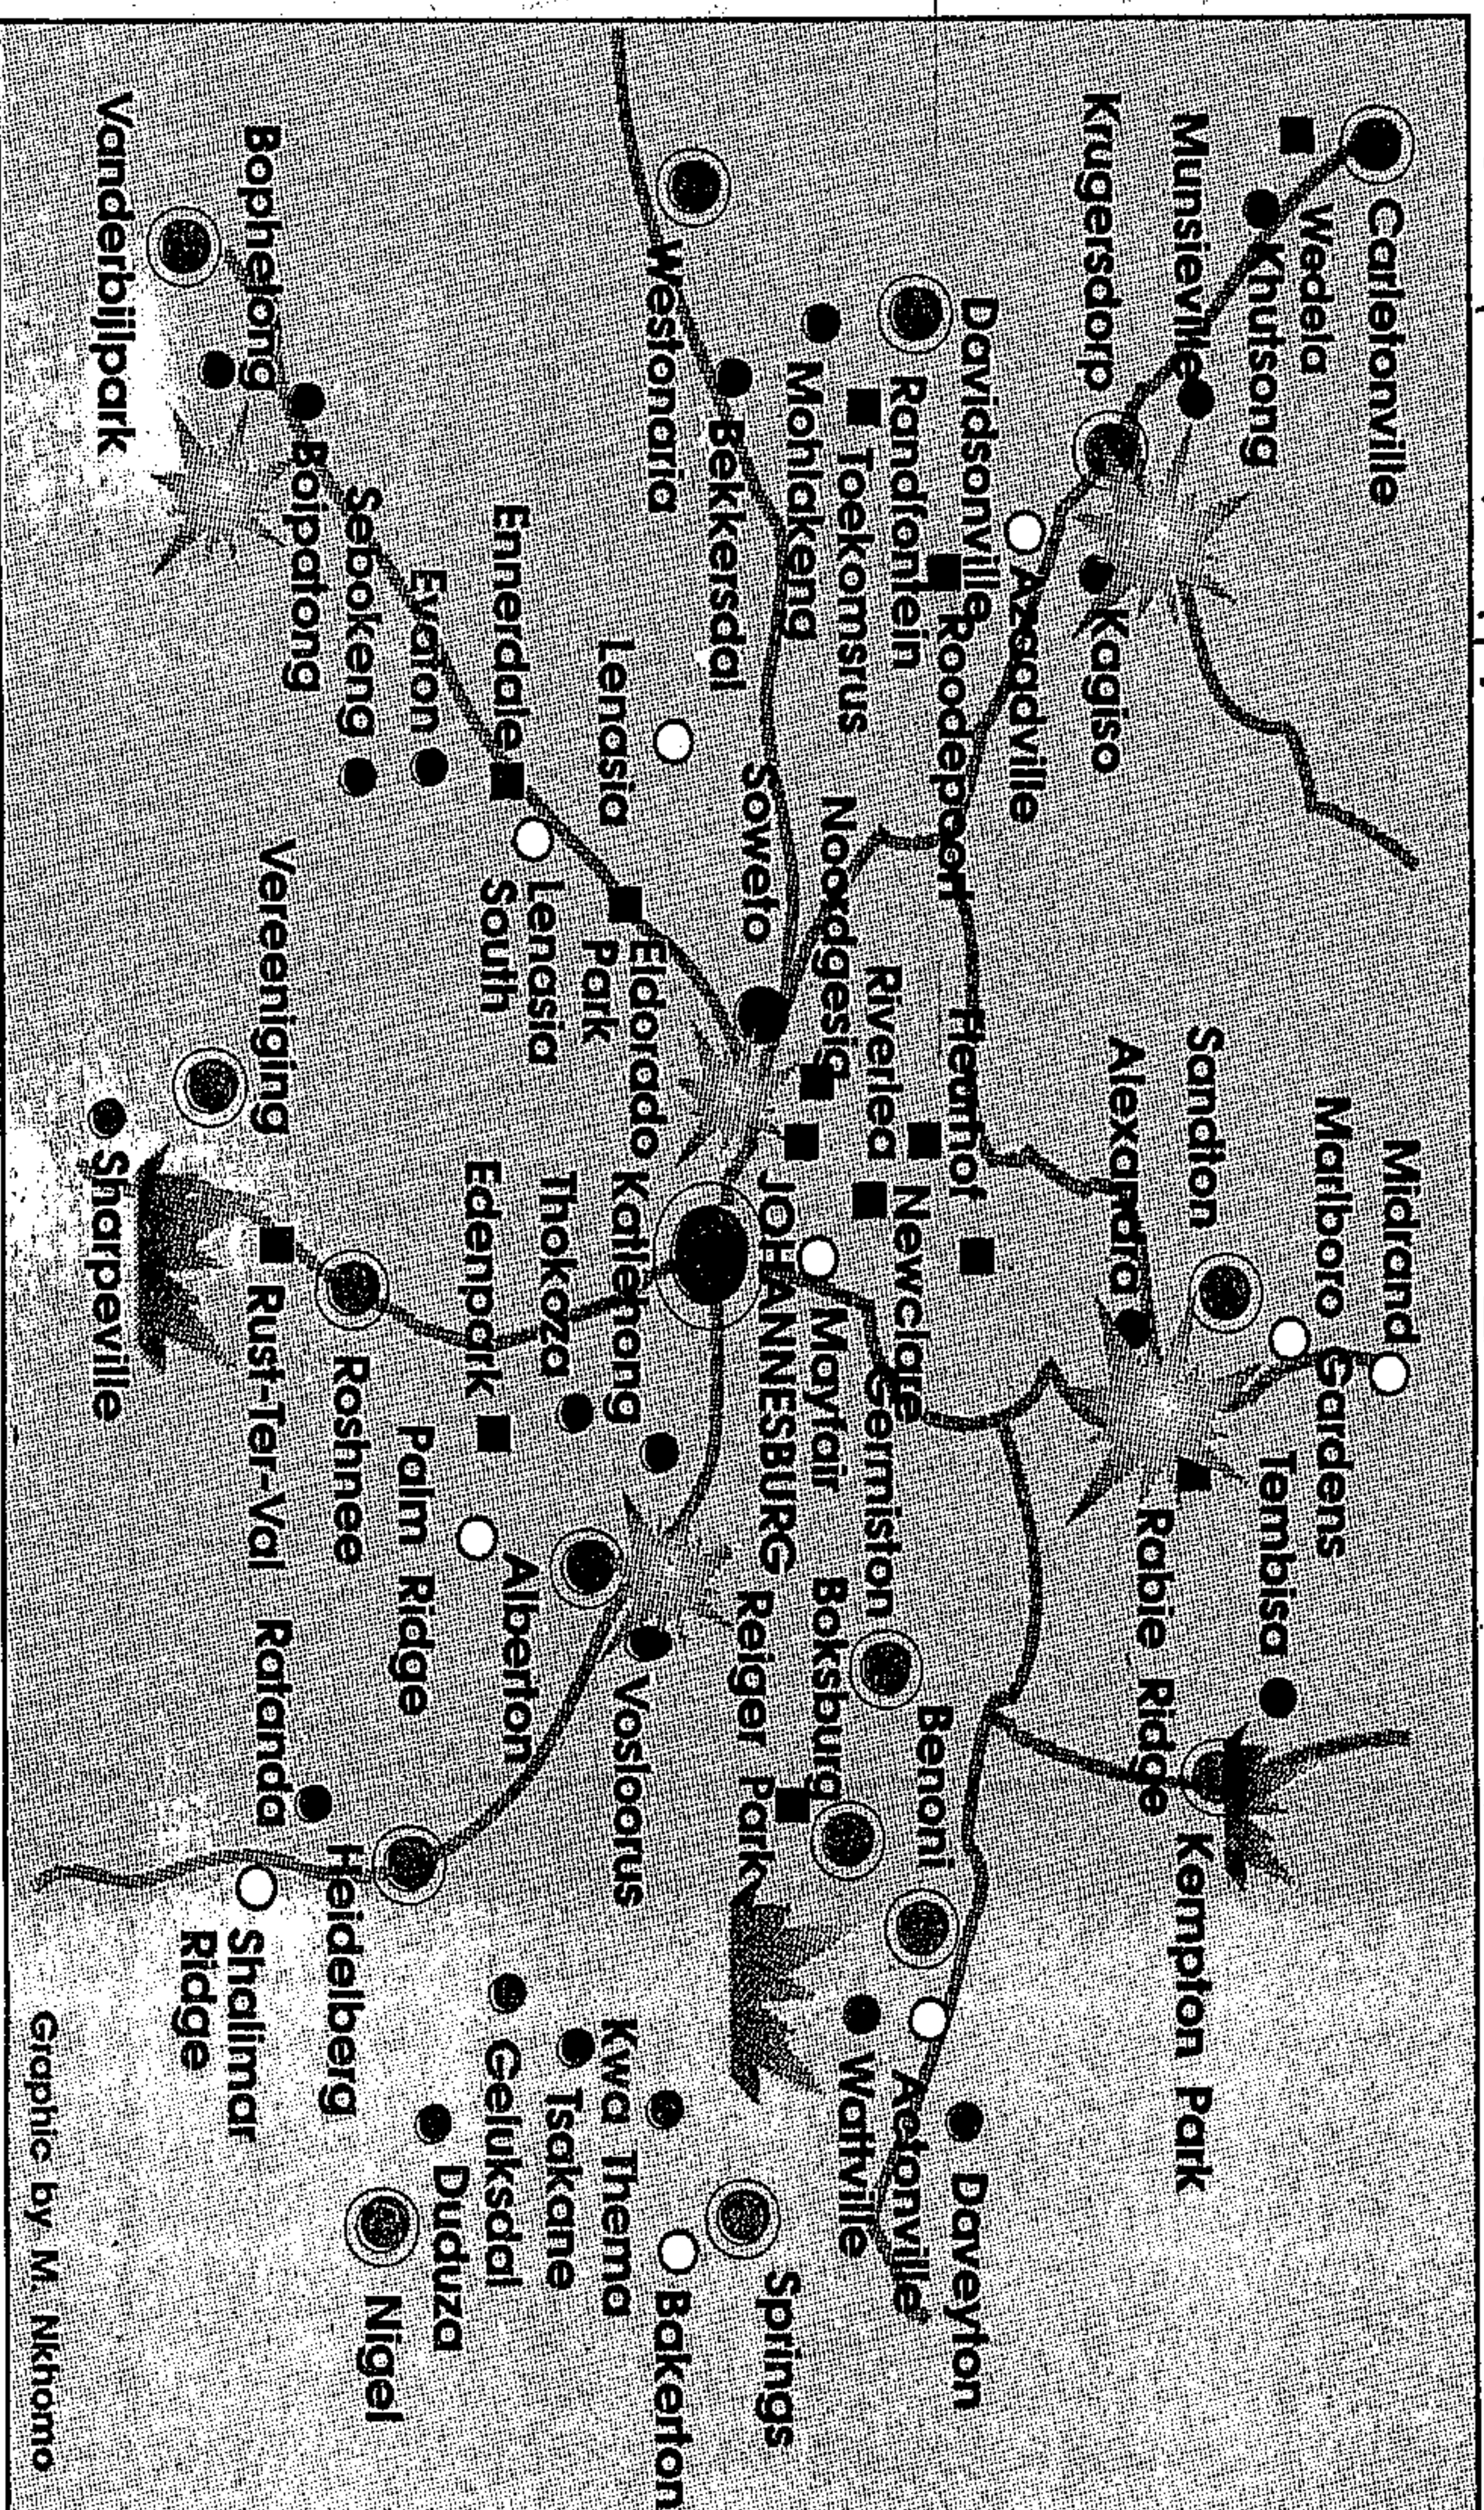 Carletonville
Wedela
Khutsong
Munsieville
Krugersdorp
Davidsonville
Randfontein
Toekomsrus
Mohlakeng
Bekkersdal
Westonaria
Bophelong
Vanderbijlpark
Boipatong
Sebokeng
Evaton
Ennerdale
Lenasia
Soweto
Noordgesig
Roodepoort
Azaadville
Kagiso
Midrand
Marlboro Gardens
Sandton
Alexandra
Fleurhof
Riverlea
Newclare
Eldorado
Park
Lenasia
South
Vereeniging
Sharpeville
Rust-Ter-Val
Roshnee
Edenpark
Thokoza
Katlehong
JOHANNESBURG
Mayfair
Germiston
Tembisa
Rabie Ridge
Kempton Park
Benoni
Boksburg
Reiger Park
Vosloorus
Alberton
Palm Ridge
Ratanda
Heidelberg
Shalimar
Ridge
Daveyton
Actonville
Wattville
Springs
Bakerton
Kwa Thema
Tsakane
Geluksdal
Duduza
Nigel
Graphic by M. Nkhomo